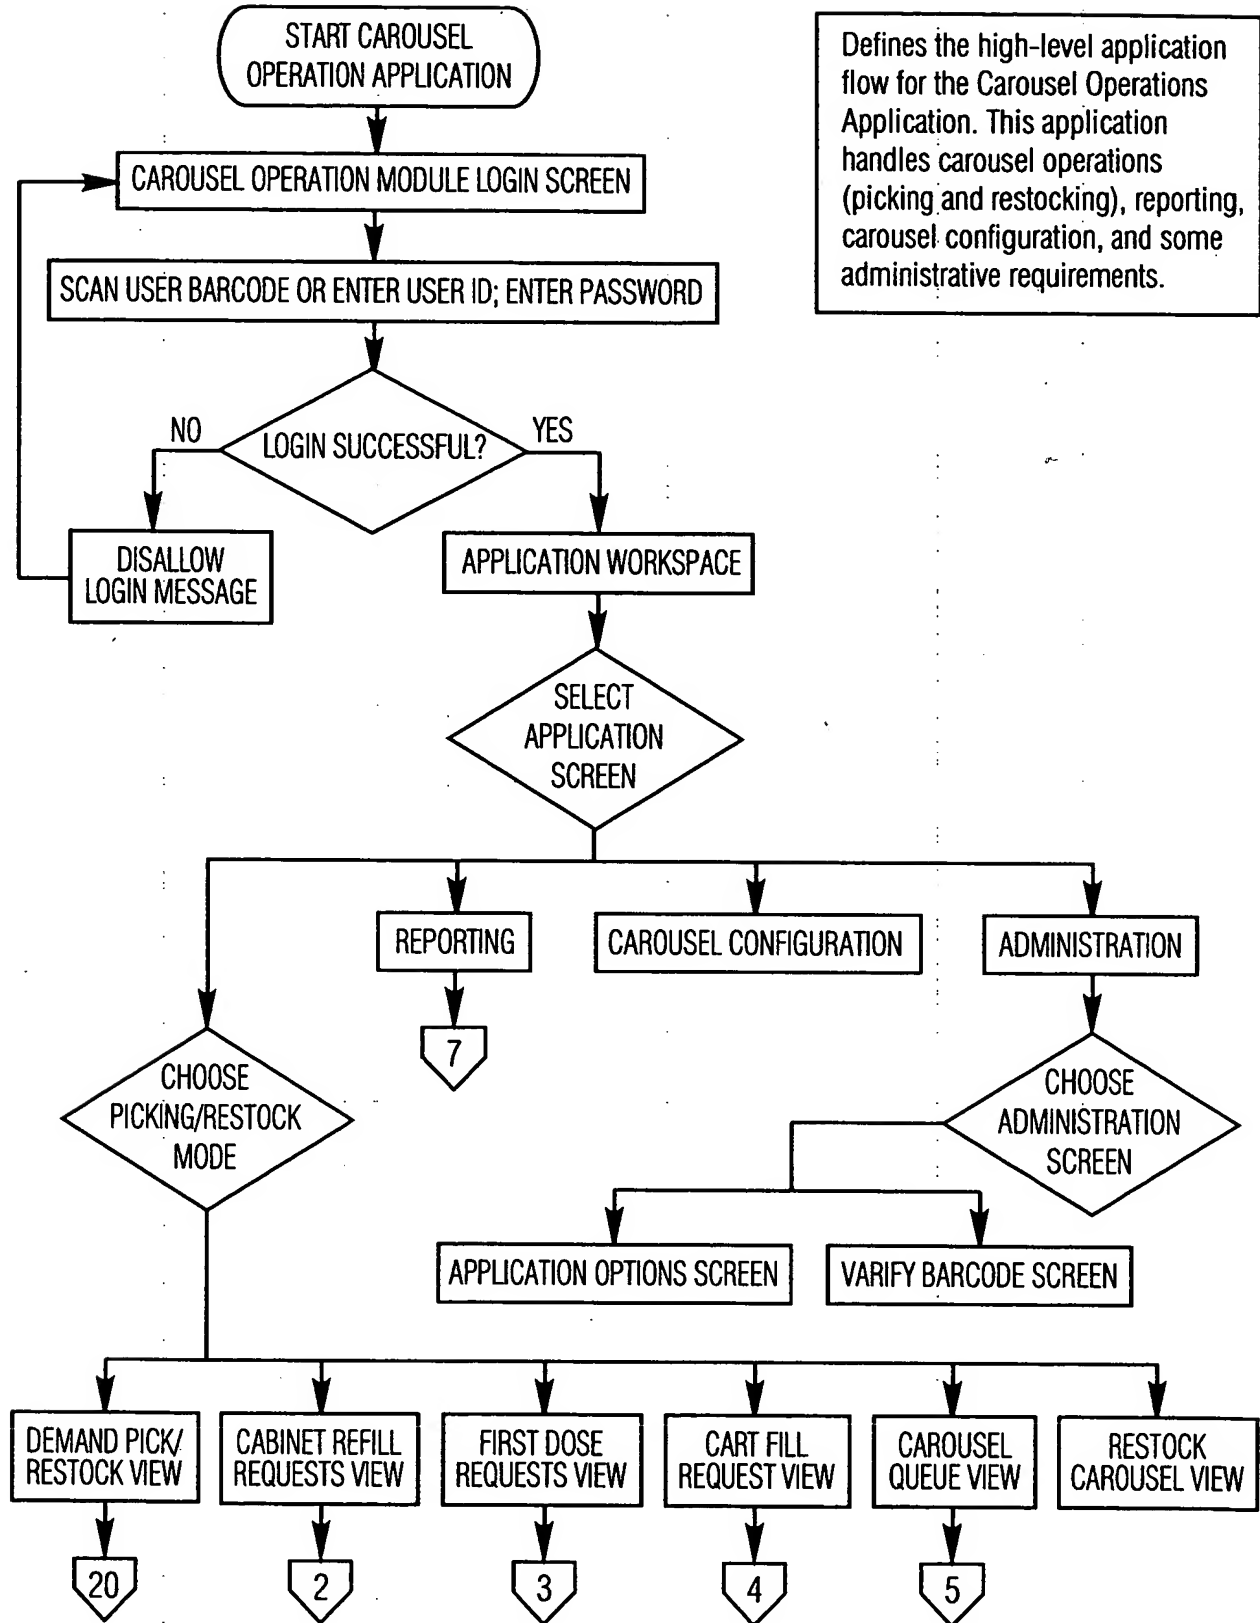 START CAROUSEL
OPERATION APPLICATION
Defines the high-level application
flow for the Carousel Operations
Application. This application
handles carousel operations
(picking and restocking), reporting,
carousel configuration, and some
administrative requirements.
CAROUSEL OPERATION MODULE LOGIN SCREEN
SCAN USER BARCODE OR ENTER USER ID; ENTER PASSWORD
NO
LOGIN SUCCESSFUL?
YES
DISALLOW
LOGIN MESSAGE
APPLICATION WORKSPACE
SELECT
APPLICATION
SCREEN
REPORTING
CAROUSEL CONFIGURATION
ADMINISTRATION
7
CHOOSE
PICKING/RESTOCK
MODE
CHOOSE
ADMINISTRATION
SCREEN
APPLICATION OPTIONS SCREEN
VARIFY BARCODE SCREEN
DEMAND PICK/
RESTOCK VIEW
CABINET REFILL
REQUESTS VIEW
FIRST DOSE
REQUESTS VIEW
CART FILL
REQUEST VIEW
CAROUSEL
QUEUE VIEW
RESTOCK
CAROUSEL VIEW
20
2
3
4
5